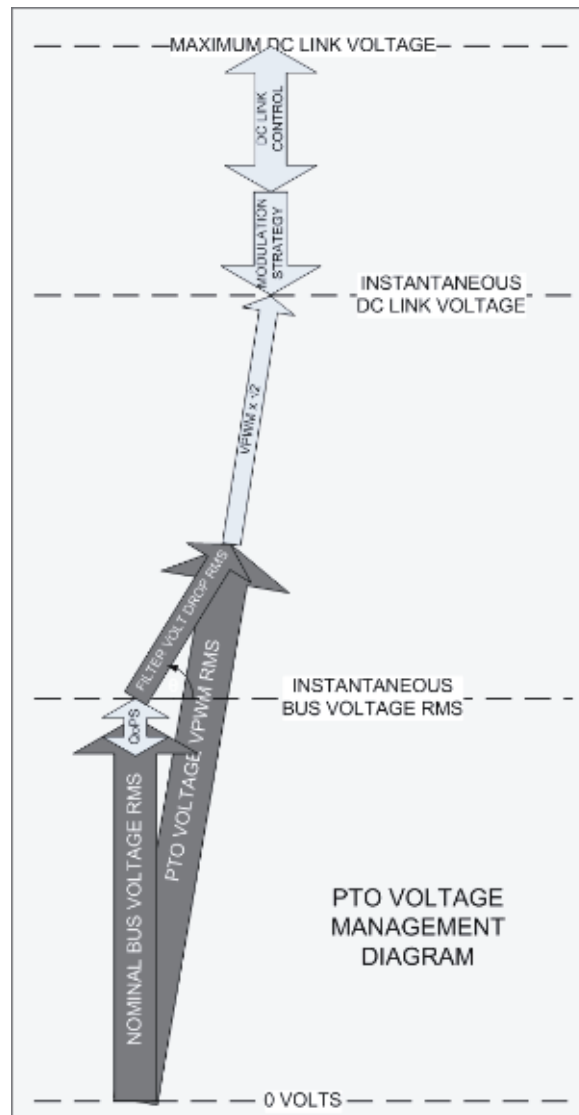 MAXIMUM DC LINK VOLTAGE
DC LINK
CONTROL
MODULATION
STRATEGY
INSTANTANEOUS
DC LINK VOLTAGE
VPWM x √2
FILTER VOLT DROP RMS
INSTANTANEOUS
BUS VOLTAGE RMS
QoPS
PTO VOLTAGE VPWM RMS
NOMINAL BUS VOLTAGE RMS
PTO VOLTAGE
MANAGEMENT
DIAGRAM
0 VOLTS